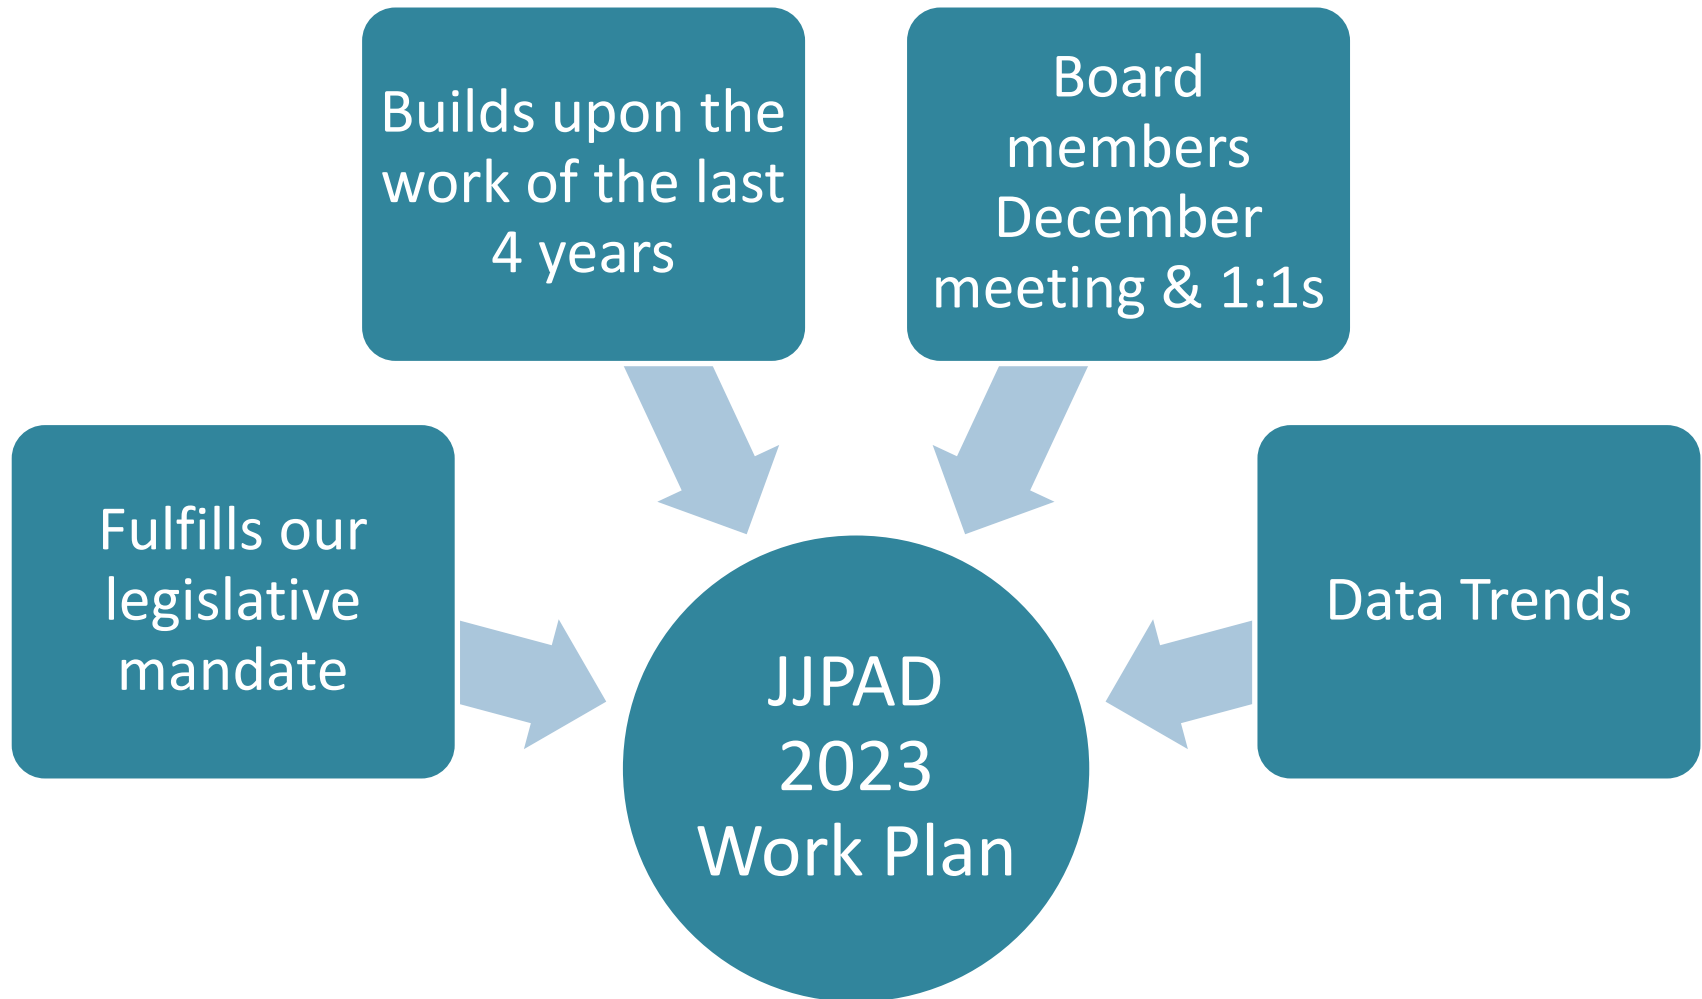 Builds upon the
work of the last
4 years
Board
members
December
meeting & 1:1s
Fulfills our
legislative
mandate
Data Trends
JJPAD
2023
Work Plan